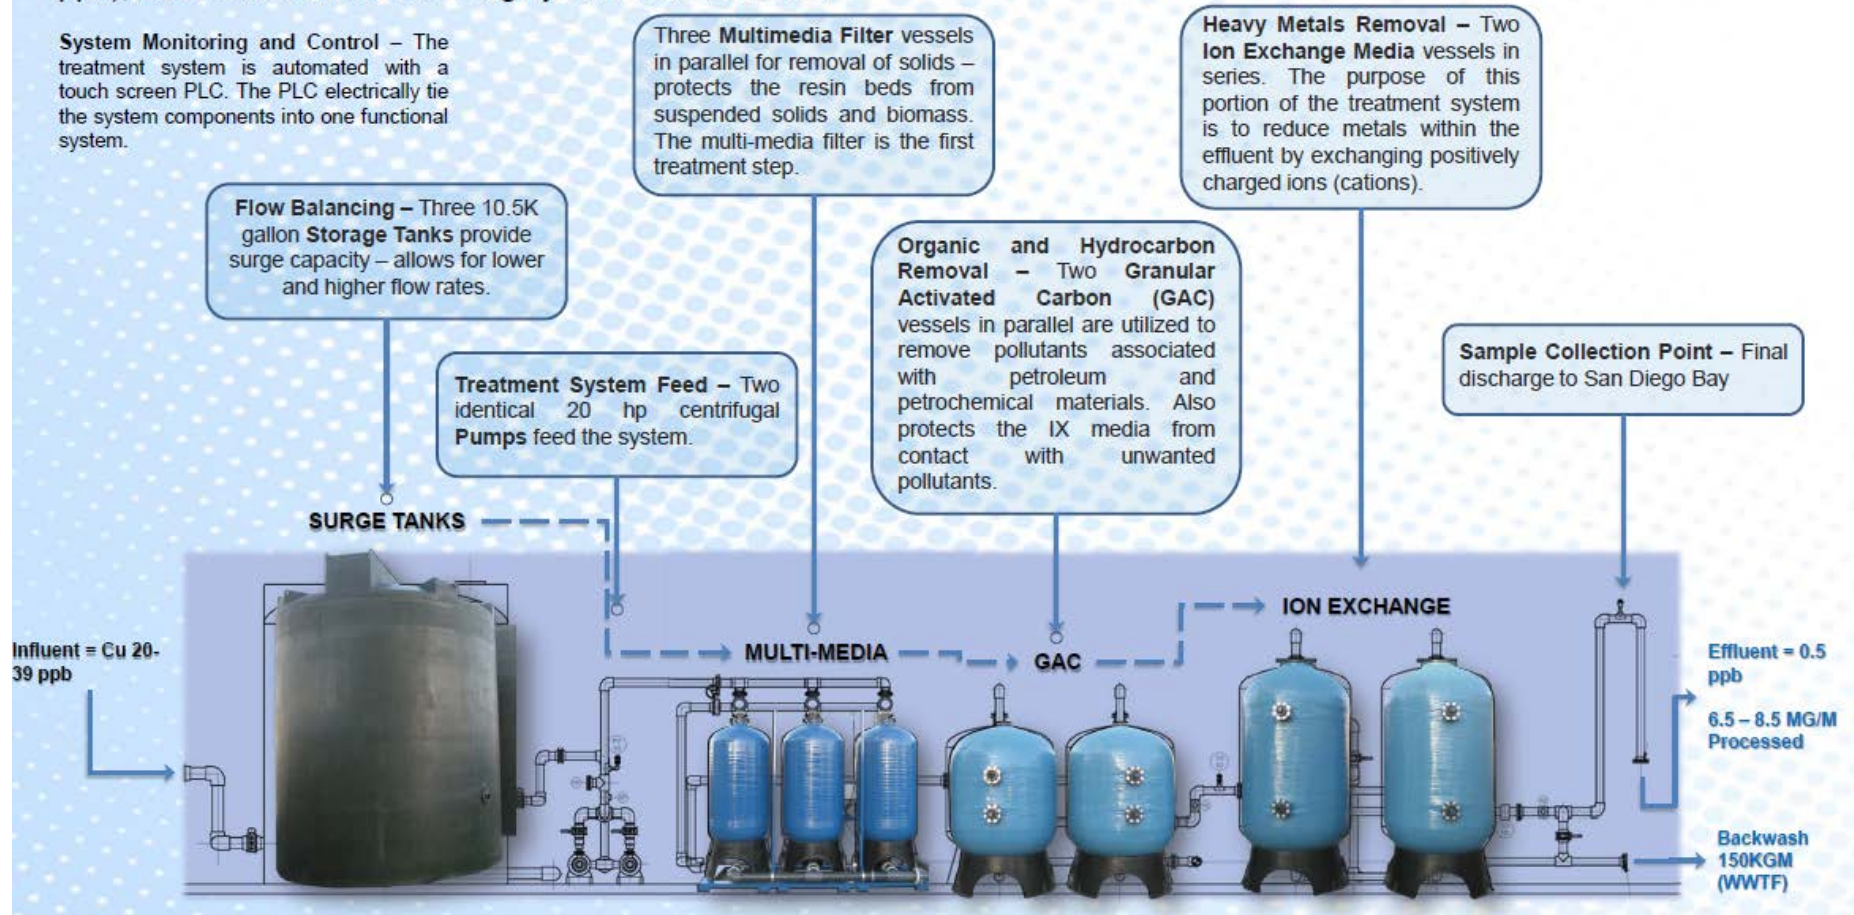 System Monitoring and Control – The
treatment system is automated with a
touch screen PLC. The PLC electrically tie
the system components into one functional
system.
Flow Balancing – Three 10.5K
gallon Storage Tanks provide
surge capacity – allows for lower
and higher flow rates.
Treatment System Feed – Two
identical 20 hp centrifugal
Pumps feed the system.
Three Multimedia Filter vessels
in parallel for removal of solids –
protects the resin beds from
suspended solids and biomass.
The multi-media filter is the first
treatment step.
Organic and Hydrocarbon
Removal – Two Granular
Activated Carbon (GAC)
vessels in parallel are utilized to
remove pollutants associated
with petroleum and
petrochemical materials. Also
protects the IX media from
contact with unwanted
pollutants.
Heavy Metals Removal – Two
Ion Exchange Media vessels in
series. The purpose of this
portion of the treatment system
is to reduce metals within the
effluent by exchanging positively
charged ions (cations).
Sample Collection Point – Final
discharge to San Diego Bay
SURGE TANKS
MULTI-MEDIA
GAC
ION EXCHANGE
Influent = Cu 20-
39 ppb
Effluent = 0.5
ppb
6.5 – 8.5 MG/M
Processed
Backwash
150KGM
(WWTF)